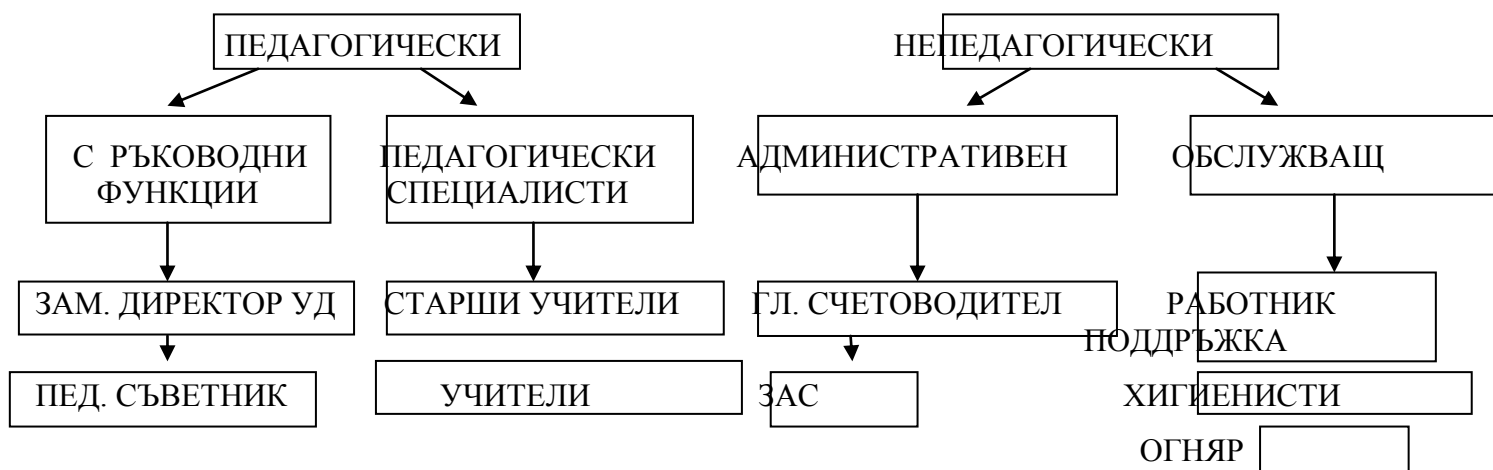 ПЕДАГОГИЧЕСКИ
НЕПЕДАГОГИЧЕСКИ
С РЪКОВОДНИ
ФУНКЦИИ
ПЕДАГОГИЧЕСКИ
СПЕЦИАЛИСТИ
АДМИНИСТРАТИВЕН
ОБСЛУЖВАЩ
ЗАМ. ДИРЕКТОР УД
СТАРШИ УЧИТЕЛИ
ГЛ. СЧЕТОВОДИТЕЛ
РАБОТНИК
ПОДДРЪЖКА
ПЕД. СЪВЕТНИК
УЧИТЕЛИ
ЗАС
ХИГИЕНИСТИ
ОГНЯР